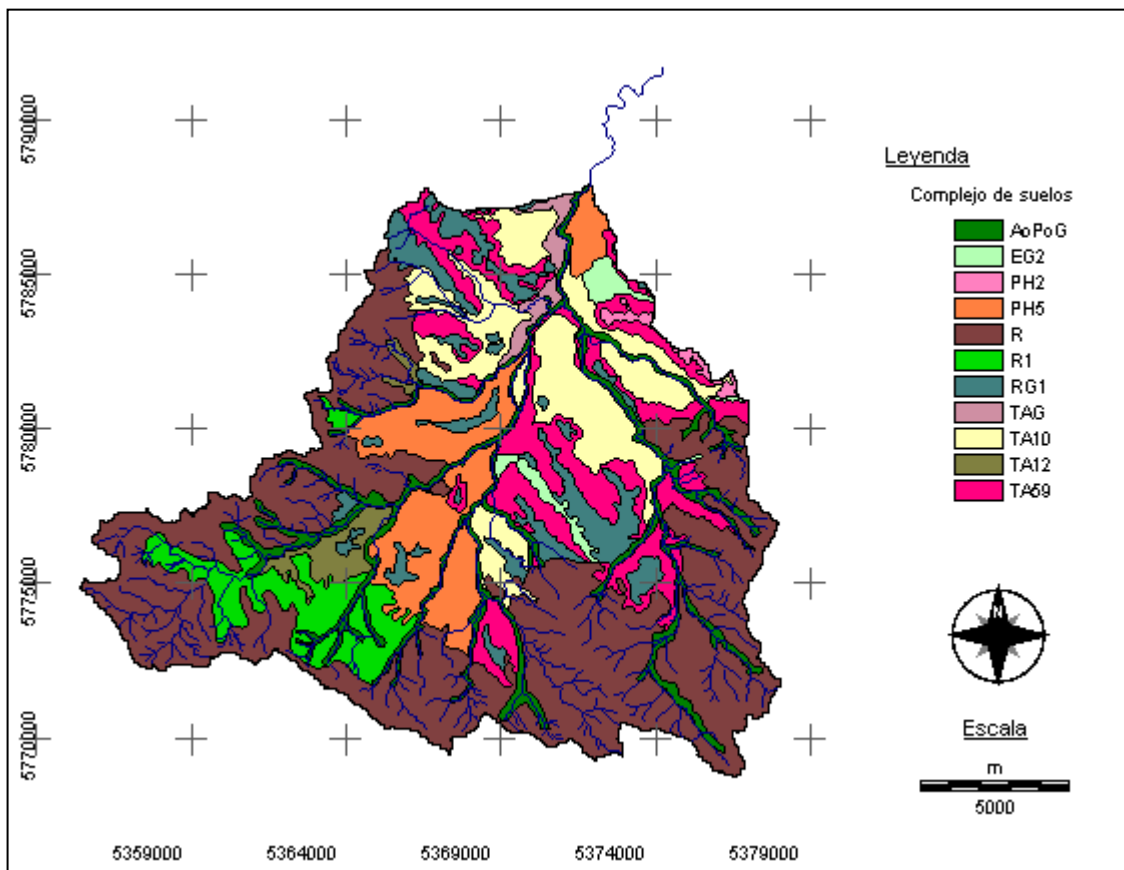 5790000
5785000
5780000
5775000
5770000
5359000 5364000 5369000 5374000 5379000
Leyenda
Complejo de suelos
AoPoG
EG2
PH2
PH5
R
R1
RG1
TAG
TA10
TA12
TA59
N
Escala
m
5000